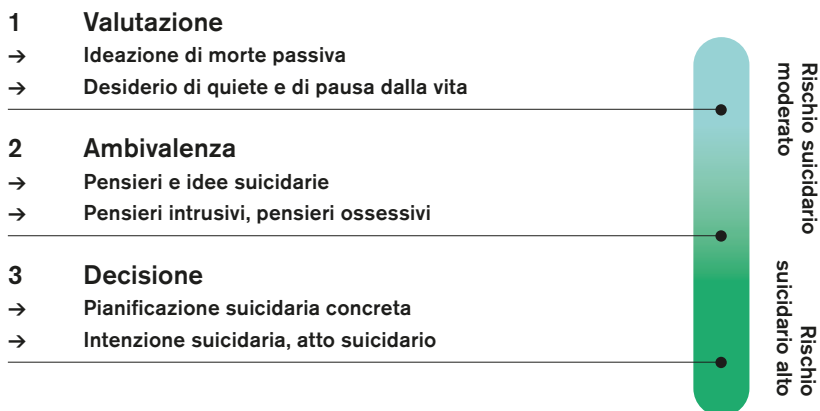 1 Valutazione
→ Ideazione di morte passiva
→ Desiderio di quiete e di pausa dalla vita
2 Ambivalenza
→ Pensieri e idee suicidarie
→ Pensieri intrusivi, pensieri ossessivi
3 Decisione
→ Pianificazione suicidaria concreta
→ Intenzione suicidaria, atto suicidario
Rischio suicidario
moderato
Rischio
suicidario alto